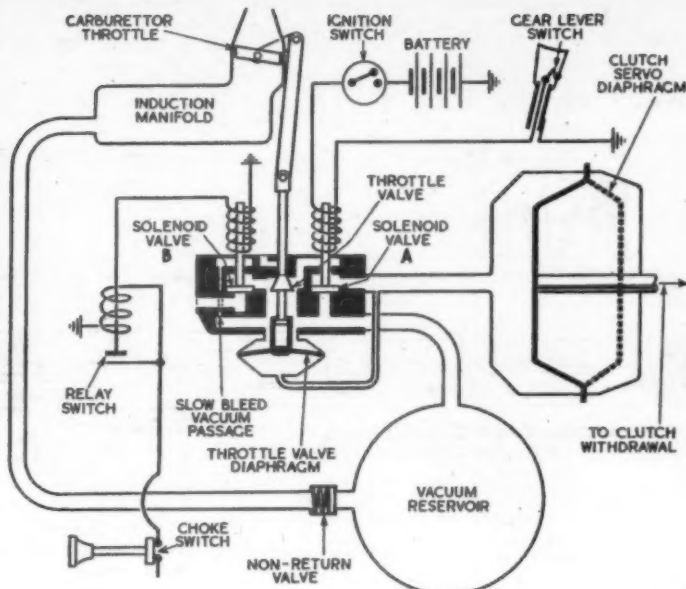 CARBURETTOR
THROTTLE
IGNITION
SWITCH
BATTERY
GEAR LEVER
SWITCH
CLUTCH
SERVO
DIAPHRAGM
INDUCTION
MANIFOLD
THROTTLE
VALVE
SOLENOID
VALVE
B
SOLENOID
VALVE A
RELAY
SWITCH
SLOW BLEED
VACUUM
PASSAGE
THROTTLE VALVE
DIAPHRAGM
TO CLUTCH
WITHDRAWAL
VACUUM
RESERVOIR
CHOKE
SWITCH
NON-RETURN
VALVE